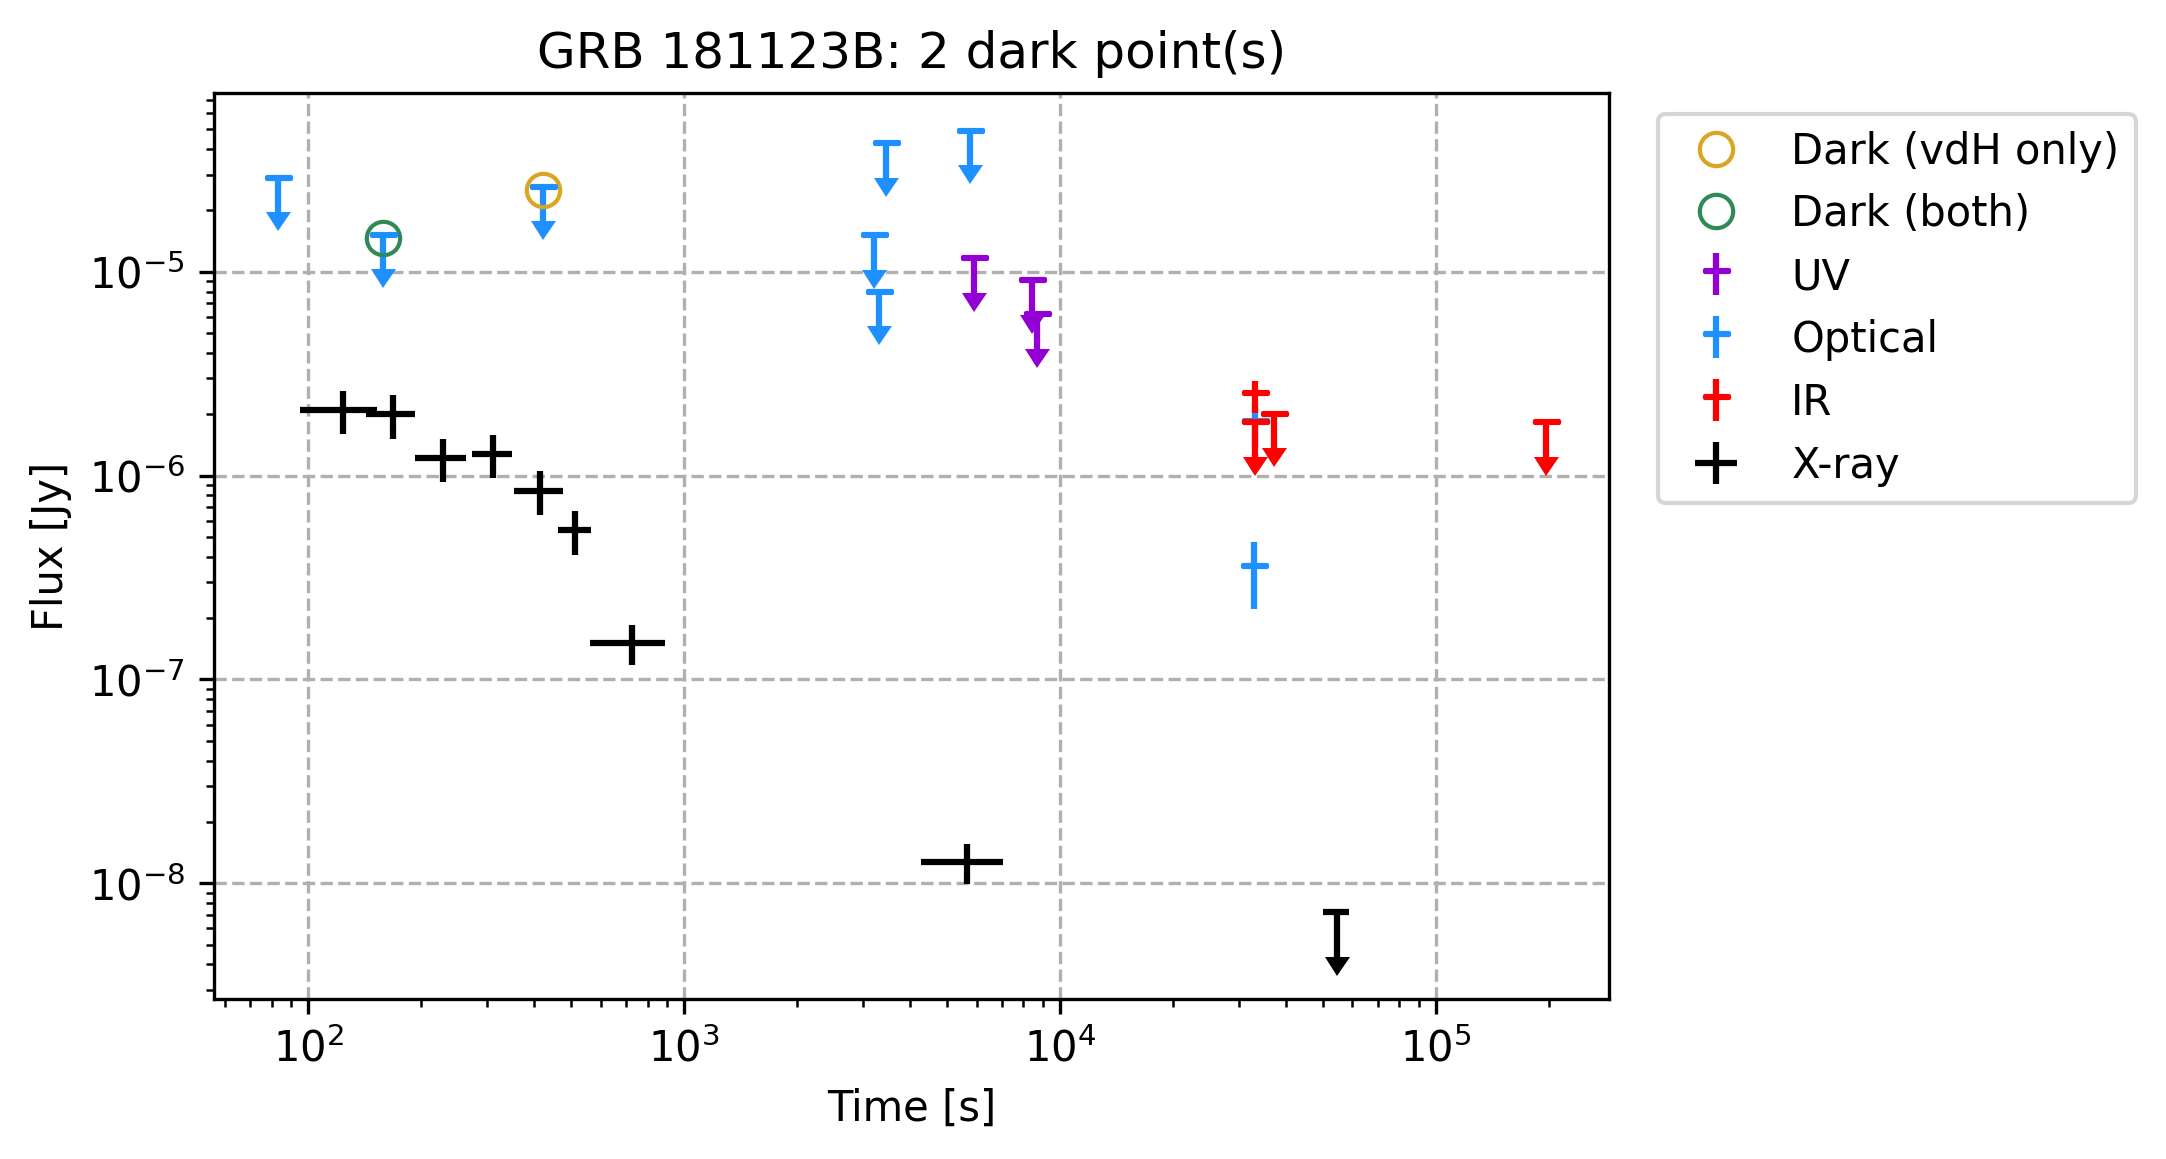 GRB 181123B: 2 dark point(s)
Dark (vdH only)
Dark (both)
UV
Optical
IR
X-ray
Flux [Jy]
10⁻⁵
10⁻⁶
10⁻⁷
10⁻⁸
10² 10³ 10⁴ 10⁵
Time [s]